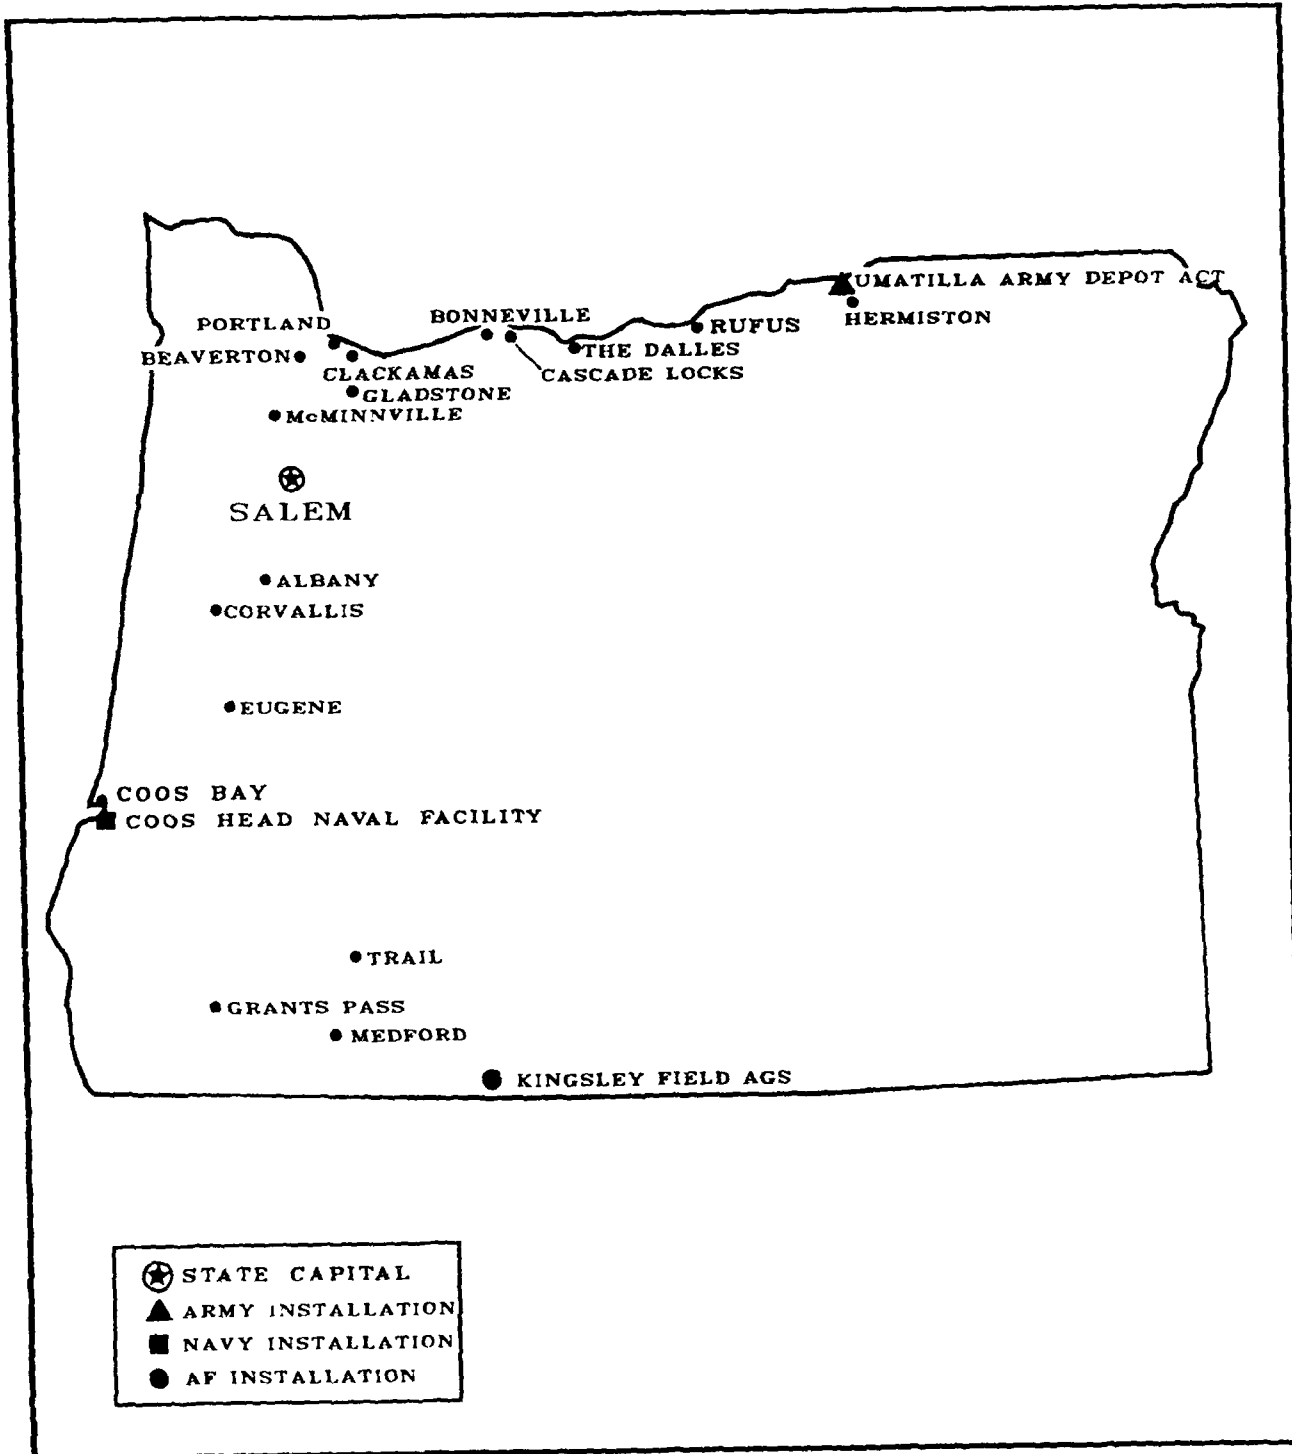 UMATILLA ARMY DEPOT ACT
HERMISTON
BONNEVILLE
RUFUS
PORTLAND
THE DALLES
BEAVERTON
CASCADE LOCKS
CLACKAMAS
GLADSTONE
McMINNVILLE
SALEM
ALBANY
CORVALLIS
EUGENE
COOS BAY
COOS HEAD NAVAL FACILITY
TRAIL
GRANTS PASS
MEDFORD
KINGSLEY FIELD AGS
STATE CAPITAL
ARMY INSTALLATION
NAVY INSTALLATION
AF INSTALLATION